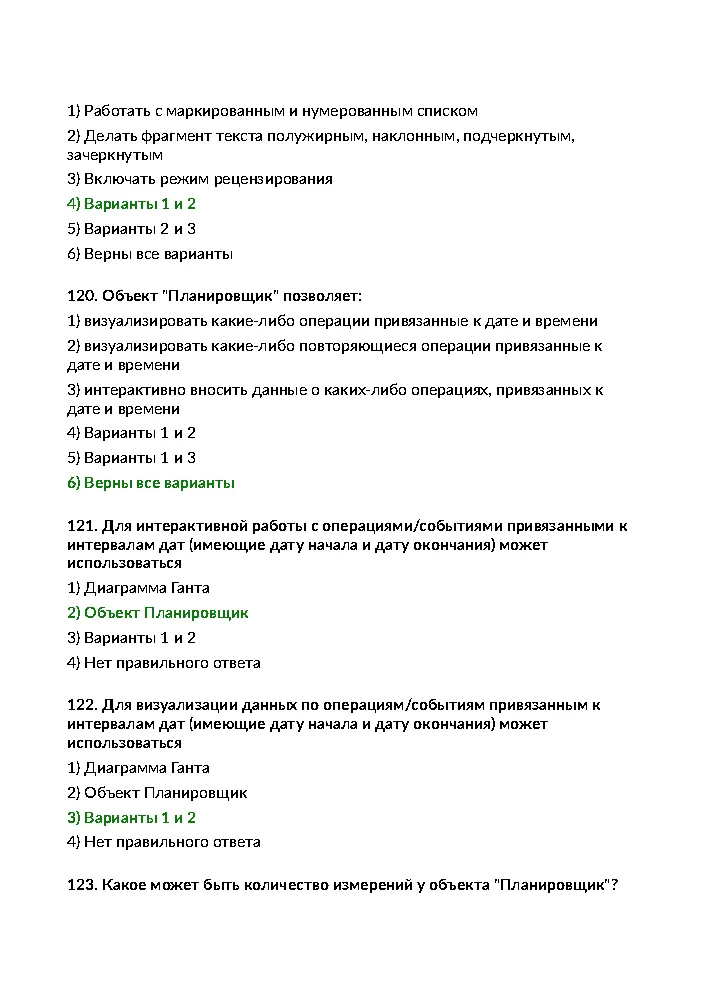 1) Работать с маркированным и нумерованным списком
2) Делать фрагмент текста полужирным, наклонным, подчеркнутым,
зачеркнутым
3) Включать режим рецензирования
4) Варианты 1 и 2
5) Варианты 2 и 3
6) Верны все варианты
120. Объект "Планировщик" позволяет:
1) визуализировать какие-либо операции привязанные к дате и времени
2) визуализировать какие-либо повторяющиеся операции привязанные к
дате и времени
3) интерактивно вносить данные о каких-либо операциях, привязанных к
дате и времени
4) Варианты 1 и 2
5) Варианты 1 и 3
6) Верны все варианты
121. Для интерактивной работы с операциями/событиями привязанными к
интервалам дат (имеющие дату начала и дату окончания) может
использоваться
1) Диаграмма Ганта
2) Объект Планировщик
3) Варианты 1 и 2
4) Нет правильного ответа
122. Для визуализации данных по операциям/событиям привязанным к
интервалам дат (имеющие дату начала и дату окончания) может
использоваться
1) Диаграмма Ганта
2) Объект Планировщик
3) Варианты 1 и 2
4) Нет правильного ответа
123. Какое может быть количество измерений у объекта "Планировщик"?